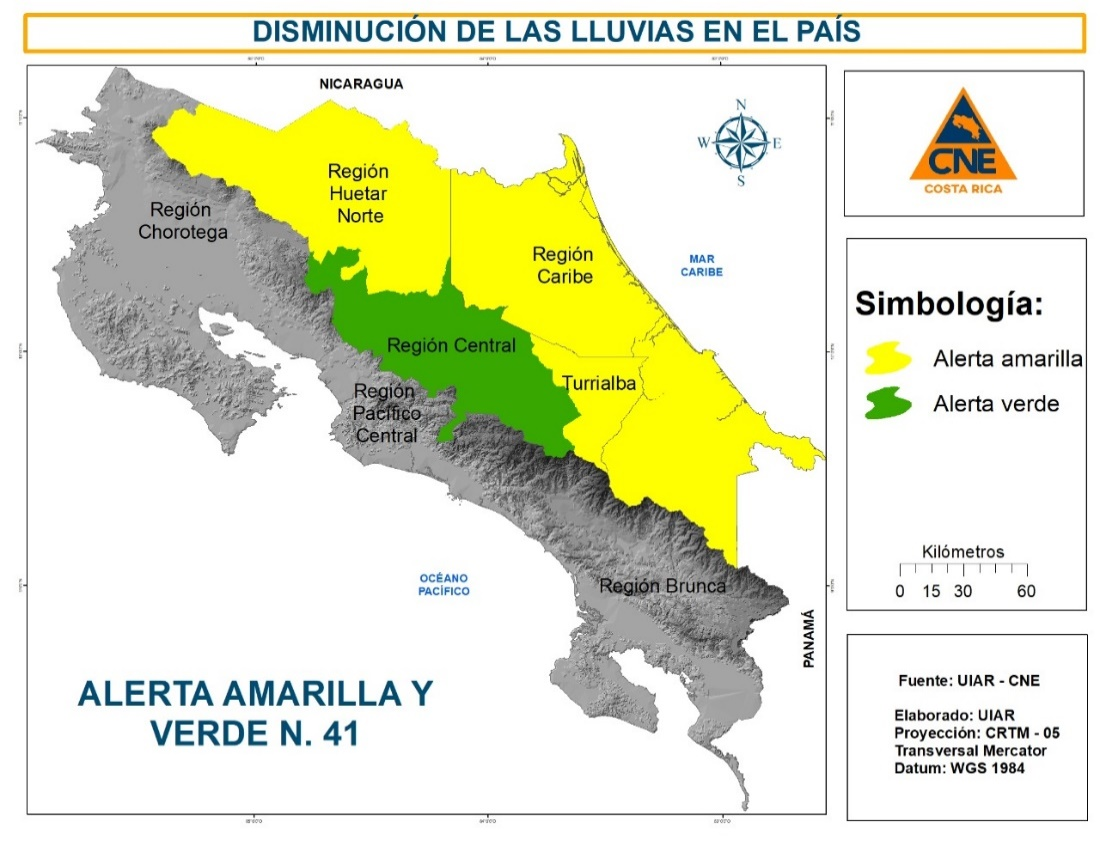 DISMINUCIÓN DE LAS LLUVIAS EN EL PAÍS
NICARAGUA
N
W
E
S
CNE
COSTA RICA
Región
Huetar
Norte
Región
Chorotega
Región
Caribe
MAR
CARIBE
Simbología:
Alerta amarilla
Alerta verde
Región Central
Turrialba
Región
Pacífico
Central
OCÉANO
PACÍFICO
Región Brunca
PANAMÁ
Kilómetros
0 15 30 60
ALERTA AMARILLA Y
VERDE N. 41
Fuente: UIAR - CNE
Elaborado: UIAR
Proyección: CRTM - 05
Transversal Mercator
Datum: WGS 1984